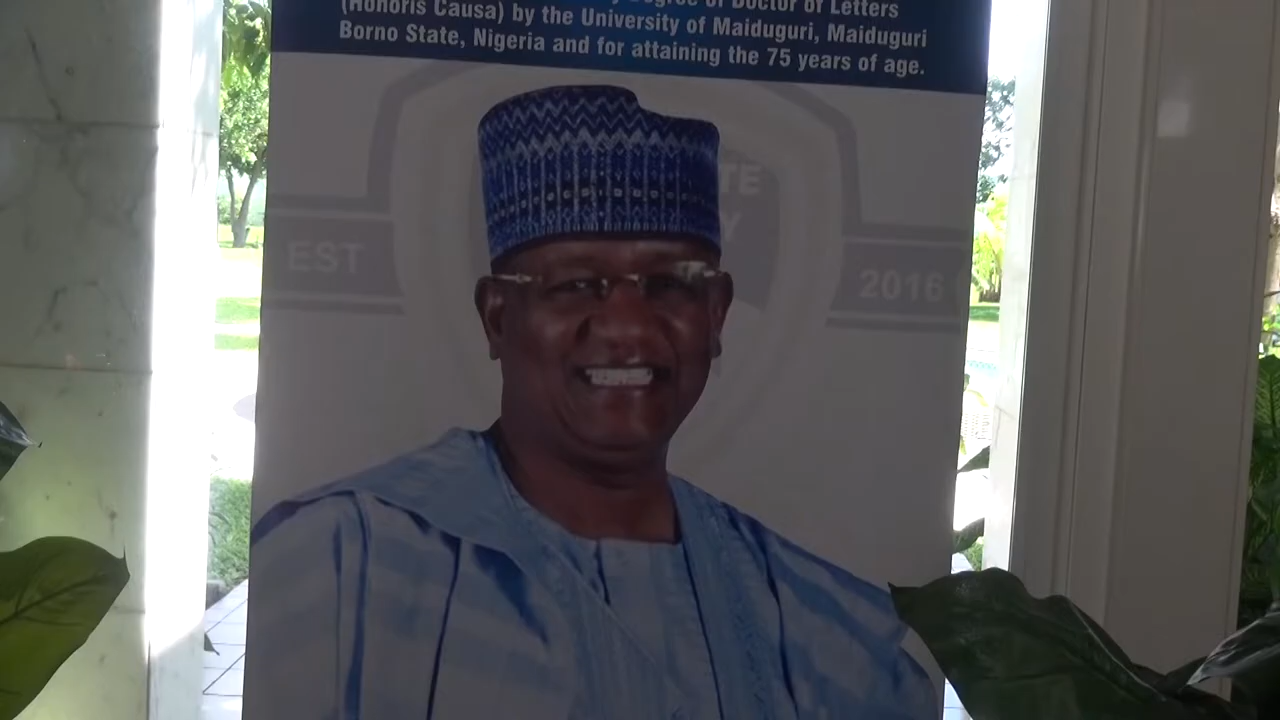 (Honoris Causa) by the University of Maiduguri, Maiduguri
Borno State, Nigeria and for attaining the 75 years of age.
EST
2016